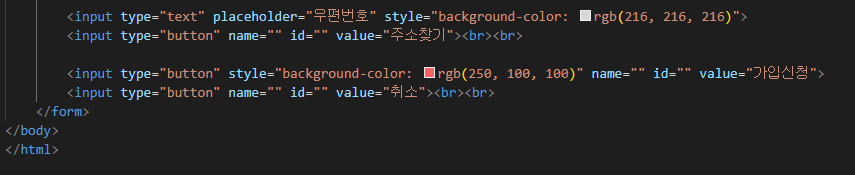 <input type="text" placeholder="우편번호" style="background-color: rgb(216, 216, 216)">
<button type="button" name="" id="" value="주소찾기"><br><br>
<input type="button" style="background-color: rgb(250, 100, 100)" name="" id="" value="가입신청">
<input type="button" name="" id="" value="취소"><br><br>
</form>
</body>
</html>